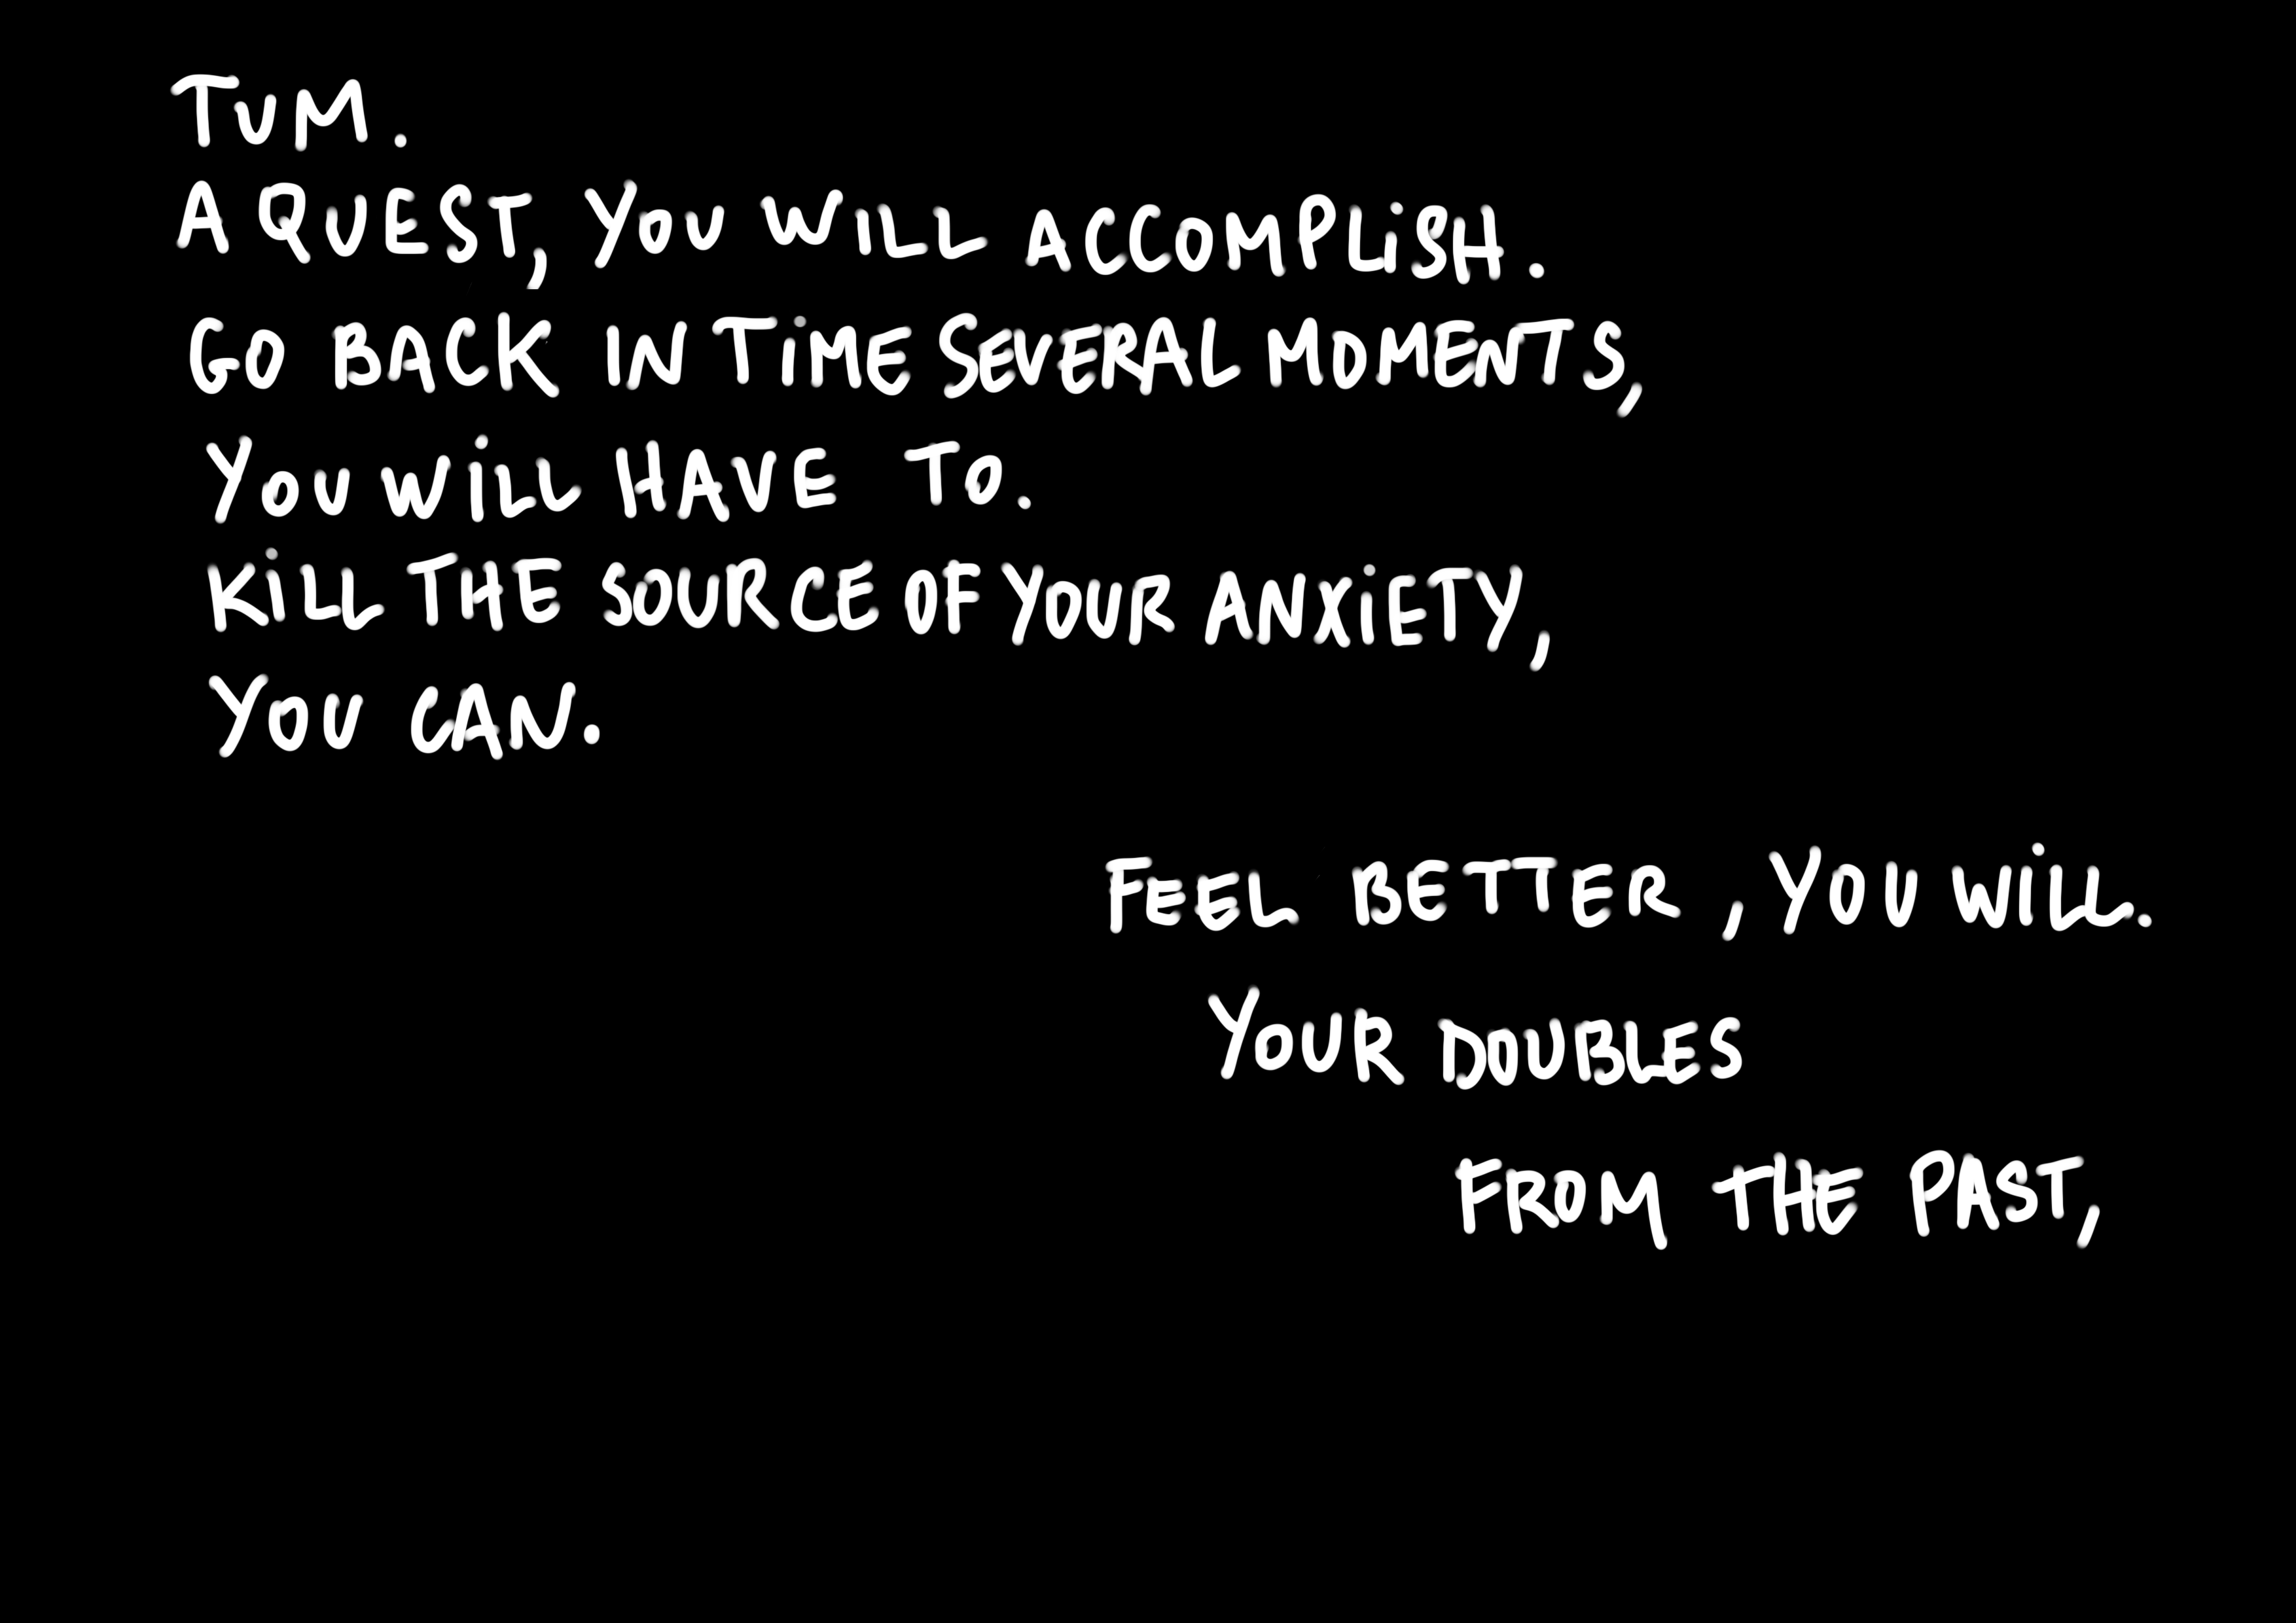 TUM.
A QUEST, YOU WILL ACCOMPLISH.
GO BACK IN TIME SEVERAL MOMENTS,
YOU WILL HAVE TO.
KILL THE SOURCE OF YOUR ANXIETY,
YOU CAN.
FEEL BETTER, YOU WILL.
YOUR DOUBLES
FROM THE PAST,